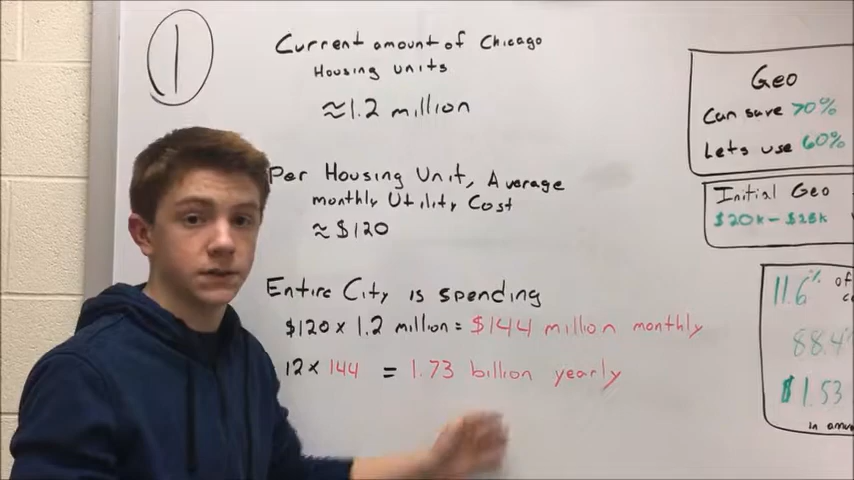 1
Current amount of Chicago
Housing units
≈1.2 million
Per Housing Unit, Average
monthly Utility Cost
≈ $120
Entire City is spending
$120 x 1.2 million = $144 million monthly
12 x 144 = 1.73 billion yearly
Geo
Can save 70%
Lets use 60%
Initial Geo
$20k - $25k
11.6% of
88.4%
$1.53
in